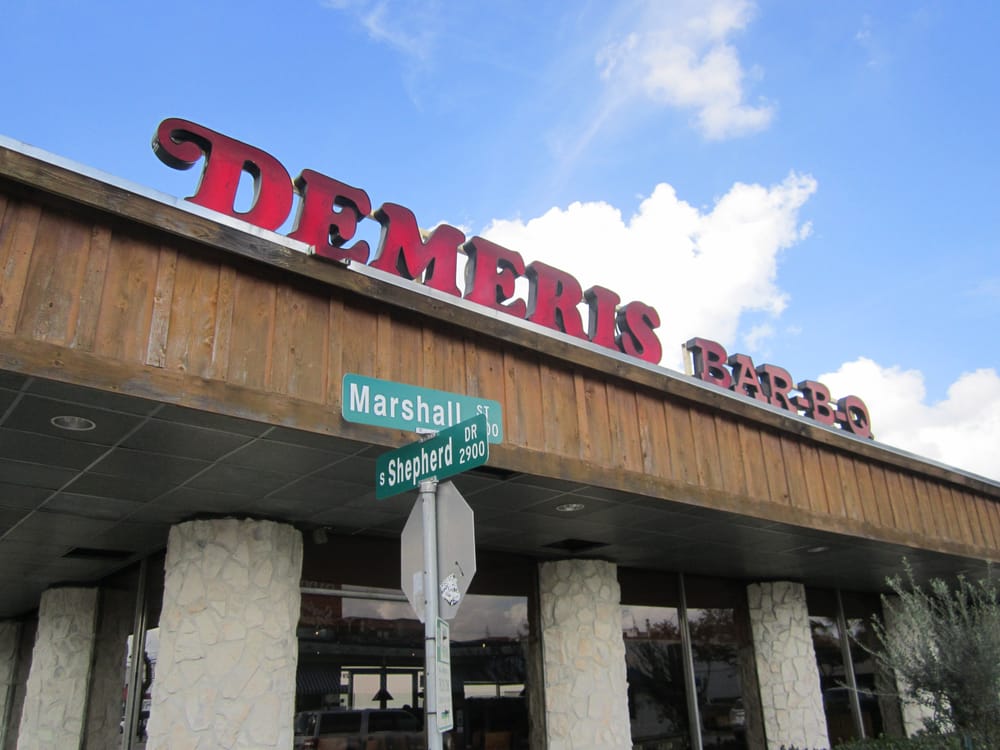 DEMERIS BAR-B-Q
Marshall ST
S Shepherd DR 2900